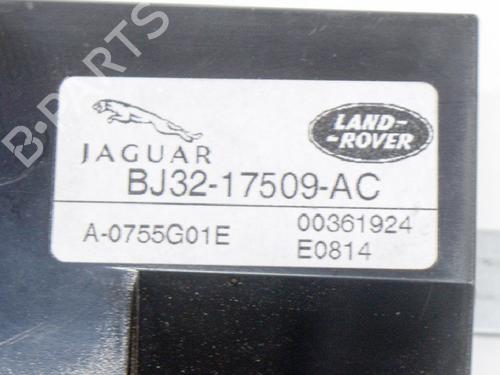 B-PARTS
JAGUAR
LAND-
-ROVER
BJ32-17509-AC
A-0755G01E
00361924
E0814